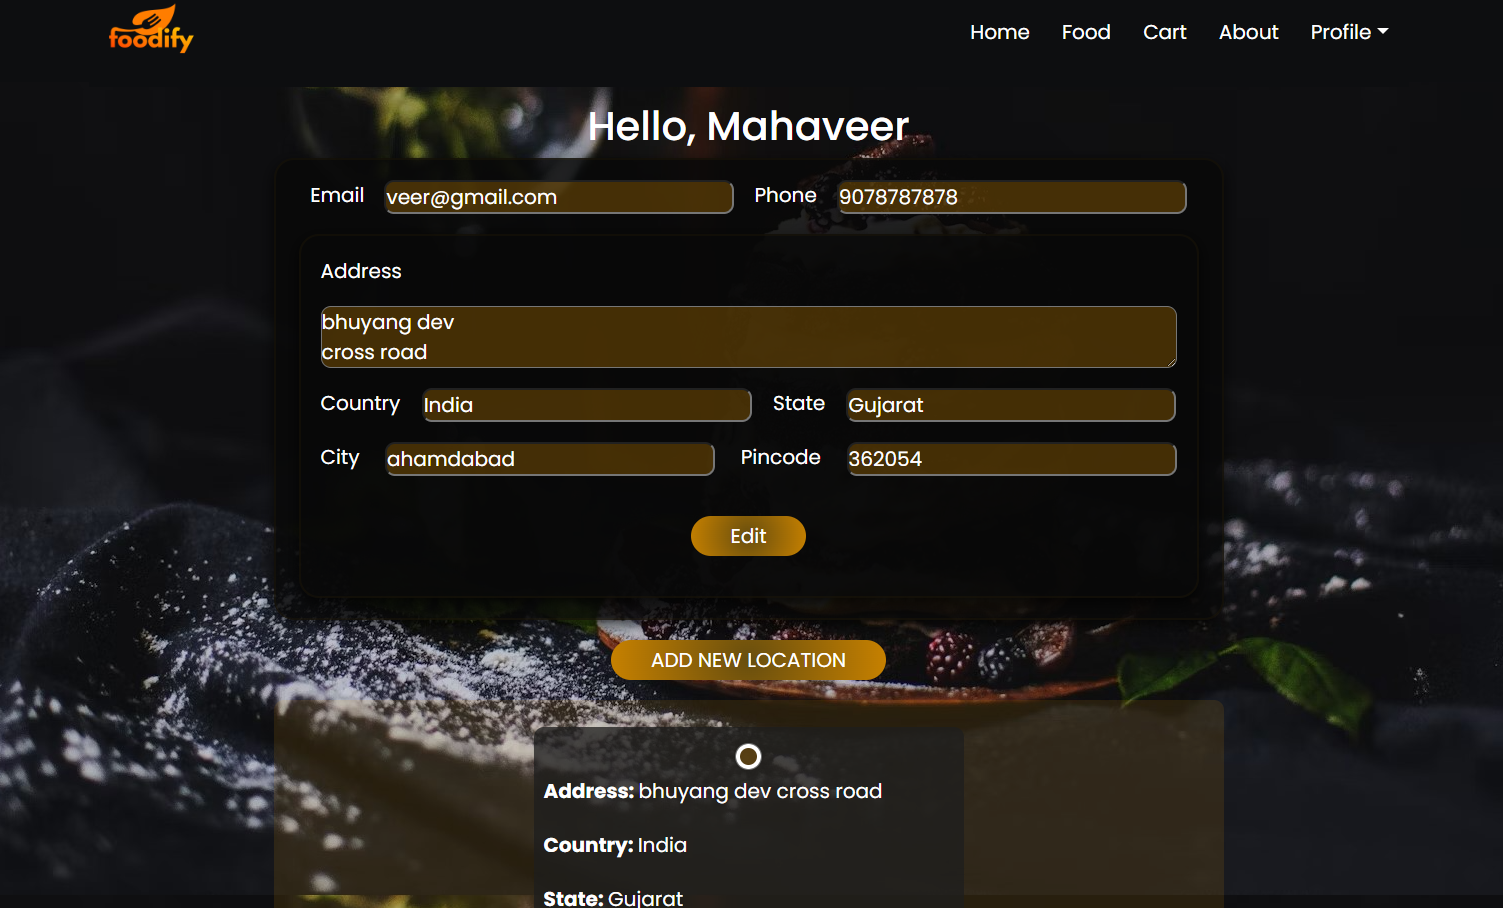 foodify
Home Food Cart About Profile
Hello, Mahaveer
Email veer@gmail.com Phone 9078787878
Address
bhuyang dev
cross road
Country India State Gujarat
City ahamdabad Pincode 362054
Edit
ADD NEW LOCATION
Address: bhuyang dev cross road
Country: India
State: Gujarat